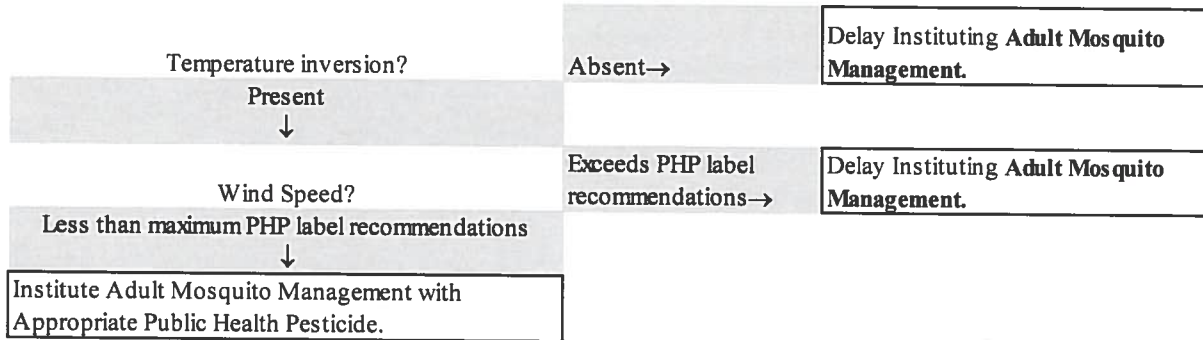 Temperature inversion?
Absent→
Delay Instituting Adult Mosquito
Management.
Present
↓
Wind Speed?
Exceeds PHP label
recommendations→
Delay Instituting Adult Mosquito
Management.
Less than maximum PHP label recommendations
↓
Institute Adult Mosquito Management with
Appropriate Public Health Pesticide.